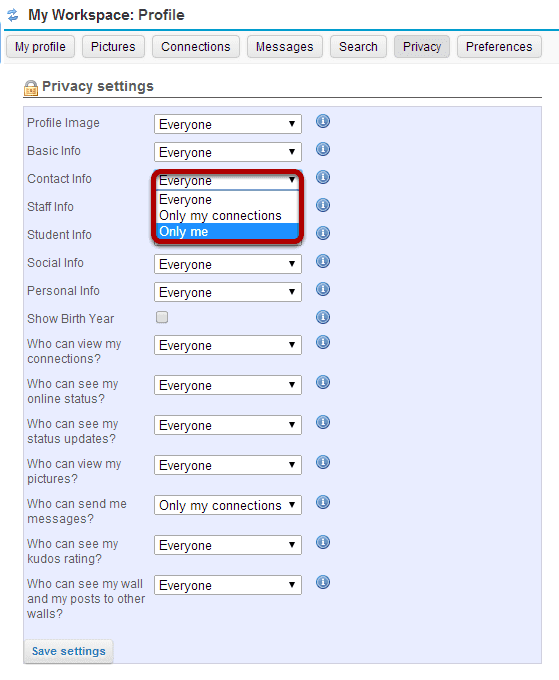 My Workspace: Profile
My profile Pictures Connections Messages Search Privacy Preferences
Privacy settings
Profile Image Everyone
Basic Info Everyone
Contact Info Everyone
Everyone
Staff Info
Only my connections
Only me
Student Info
Social Info Everyone
Personal Info Everyone
Show Birth Year
Who can view my Everyone
connections?
Who can see my Everyone
online status?
Who can see my Everyone
status updates?
Who can view my Everyone
pictures?
Who can send me Only my connections
messages?
Who can see my Everyone
kudos rating?
Who can see my wall Everyone
and my posts to other
walls?
Save settings